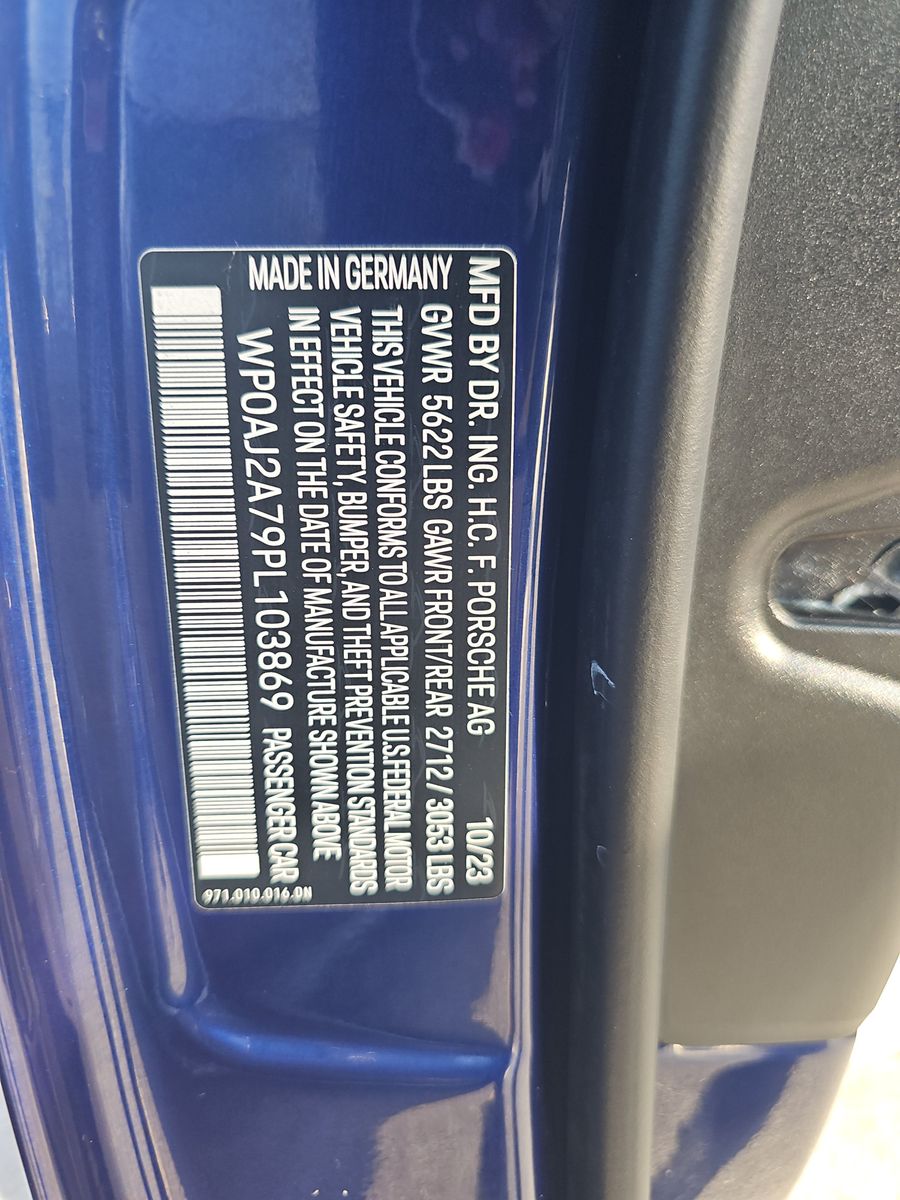 MFD BY DR. ING. H.C. F. PORSCHE AG 10/23
GVWR 5622 LBS GAWR FRONT/REAR 2712 / 3053 LBS
THIS VEHICLE CONFORMS TO ALL APPLICABLE U.S.FEDERAL MOTOR
VEHICLE SAFETY, BUMPER, AND THEFT PREVENTION STANDARDS
IN EFFECT ON THE DATE OF MANUFACTURE SHOWN ABOVE
MADE IN GERMANY
WP0AJ2A79PL103869 PASSENGER CAR
971.010.016.DN